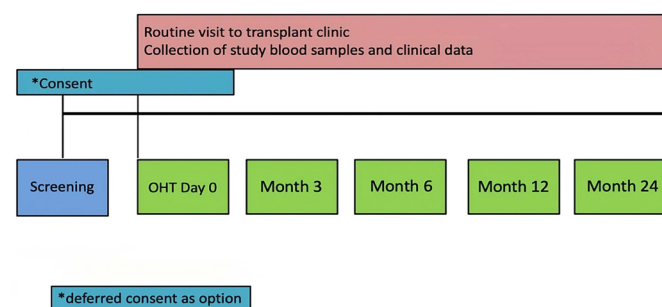 Routine visit to transplant clinic
Collection of study blood samples and clinical data
*Consent
Screening
OHT Day 0
Month 3
Month 6
Month 12
Month 24
*deferred consent as option